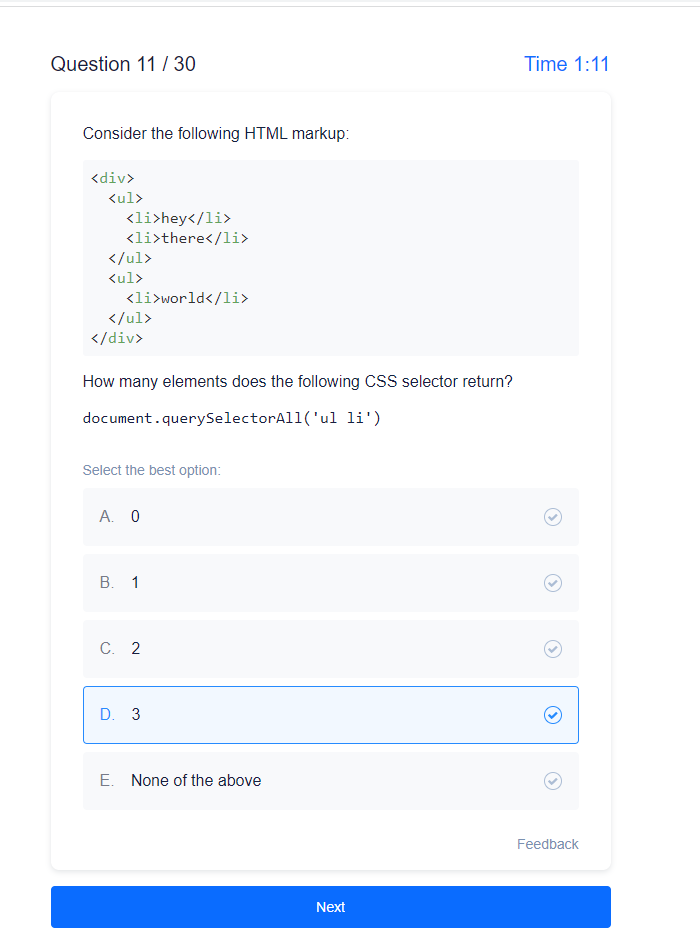 Question 11 / 30
Time 1:11
Consider the following HTML markup:
<div>
  <ul>
    <li>hey</li>
    <li>there</li>
  </ul>
  <ul>
    <li>world</li>
  </ul>
</div>
How many elements does the following CSS selector return?
document.querySelectorAll('ul li')
Select the best option:
A. 0
B. 1
C. 2
D. 3
E. None of the above
Feedback
Next